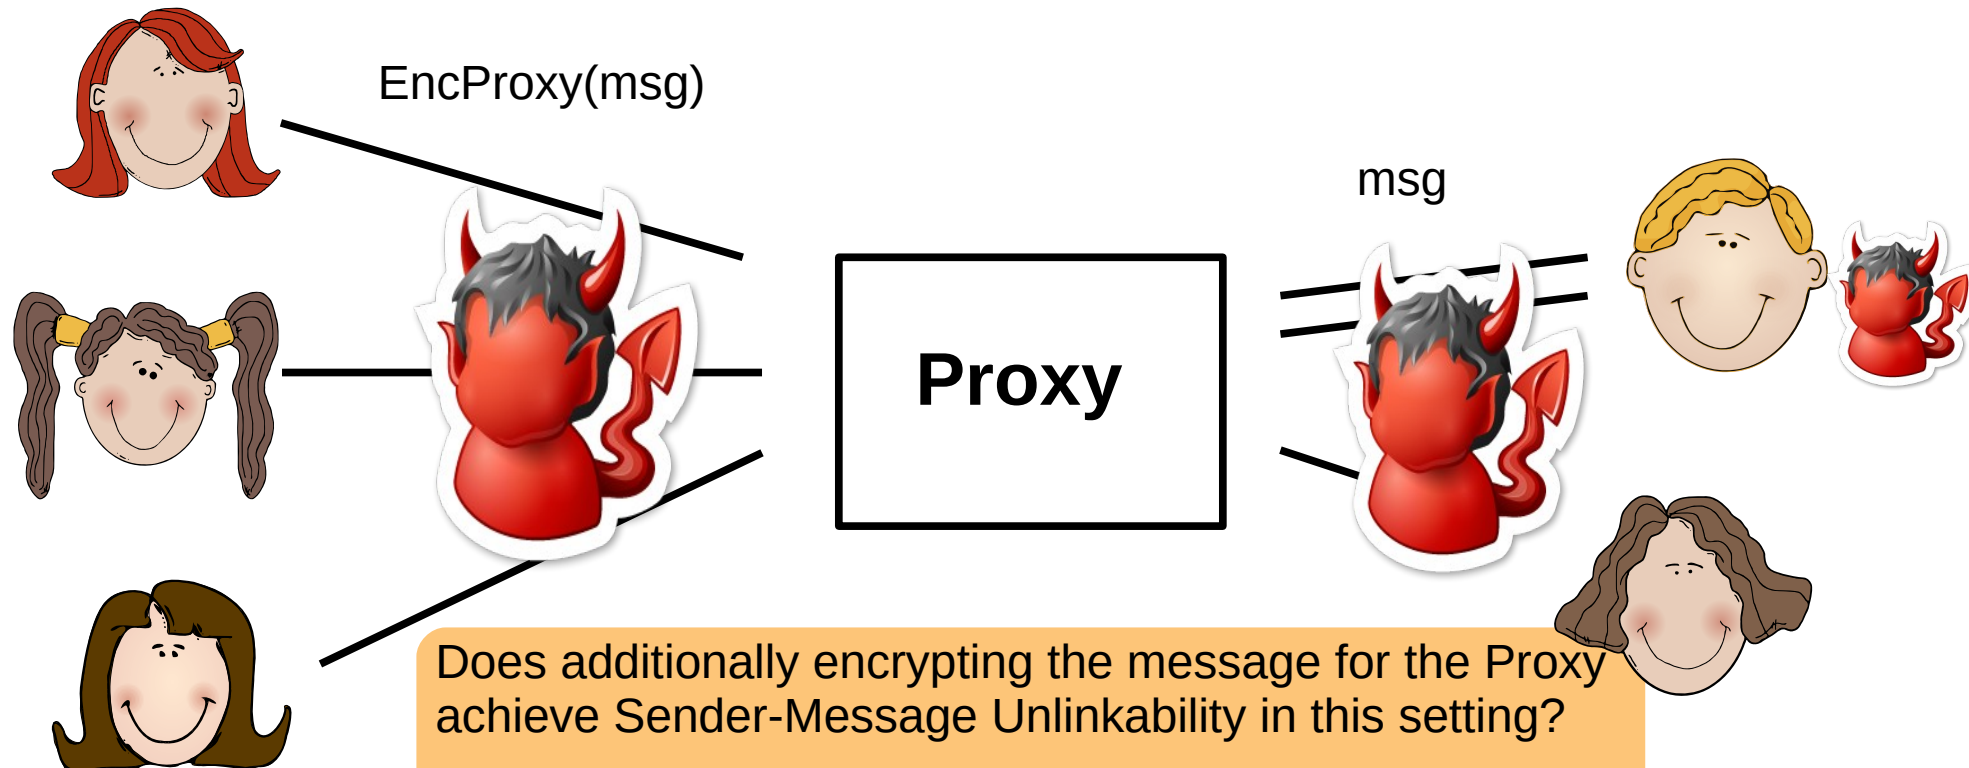 EncProxy(msg)
msg
Proxy
Does additionally encrypting the message for the Proxy
achieve Sender-Message Unlinkability in this setting?